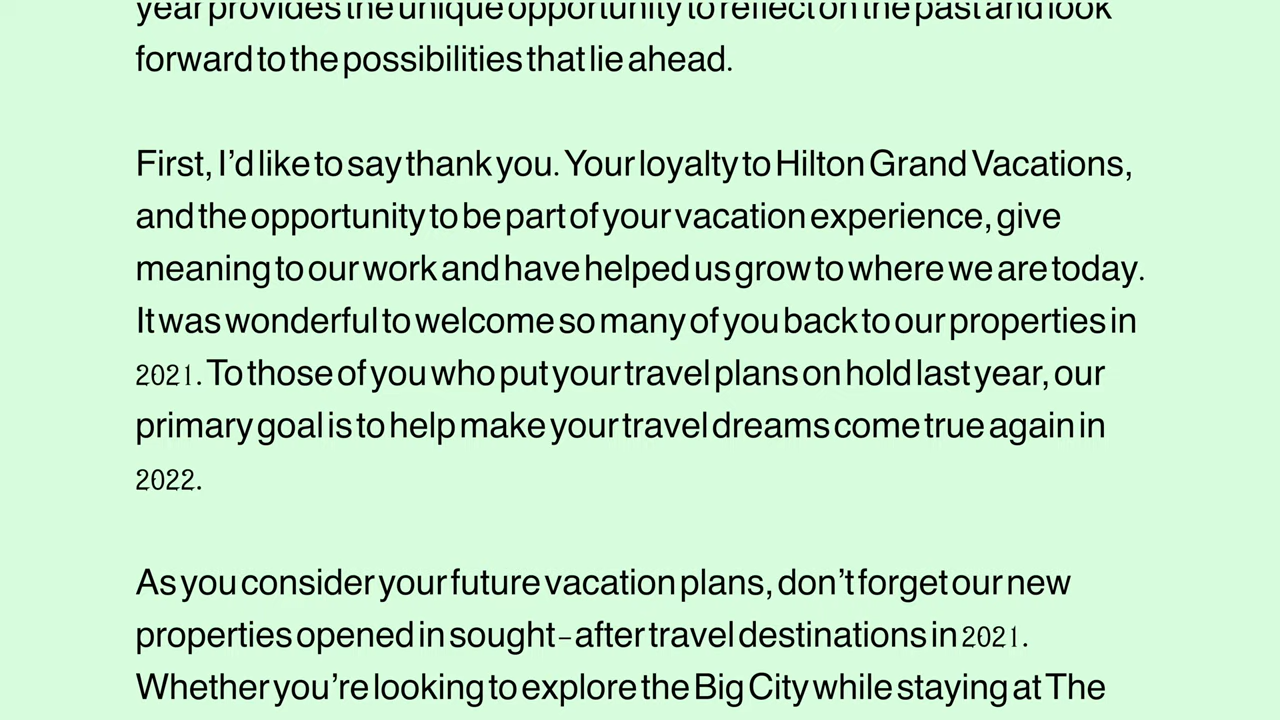 year provides the unique opportunity to reflect on the past and look
forward to the possibilities that lie ahead.
First, I’d like to say thank you. Your loyalty to Hilton Grand Vacations,
and the opportunity to be part of your vacation experience, give
meaning to our work and have helped us grow to where we are today.
It was wonderful to welcome so many of you back to our properties in
2021. To those of you who put your travel plans on hold last year, our
primary goal is to help make your travel dreams come true again in
2022.
As you consider your future vacation plans, don’t forget our new
properties opened in sought-after travel destinations in 2021.
Whether you’re looking to explore the Big City while staying at The